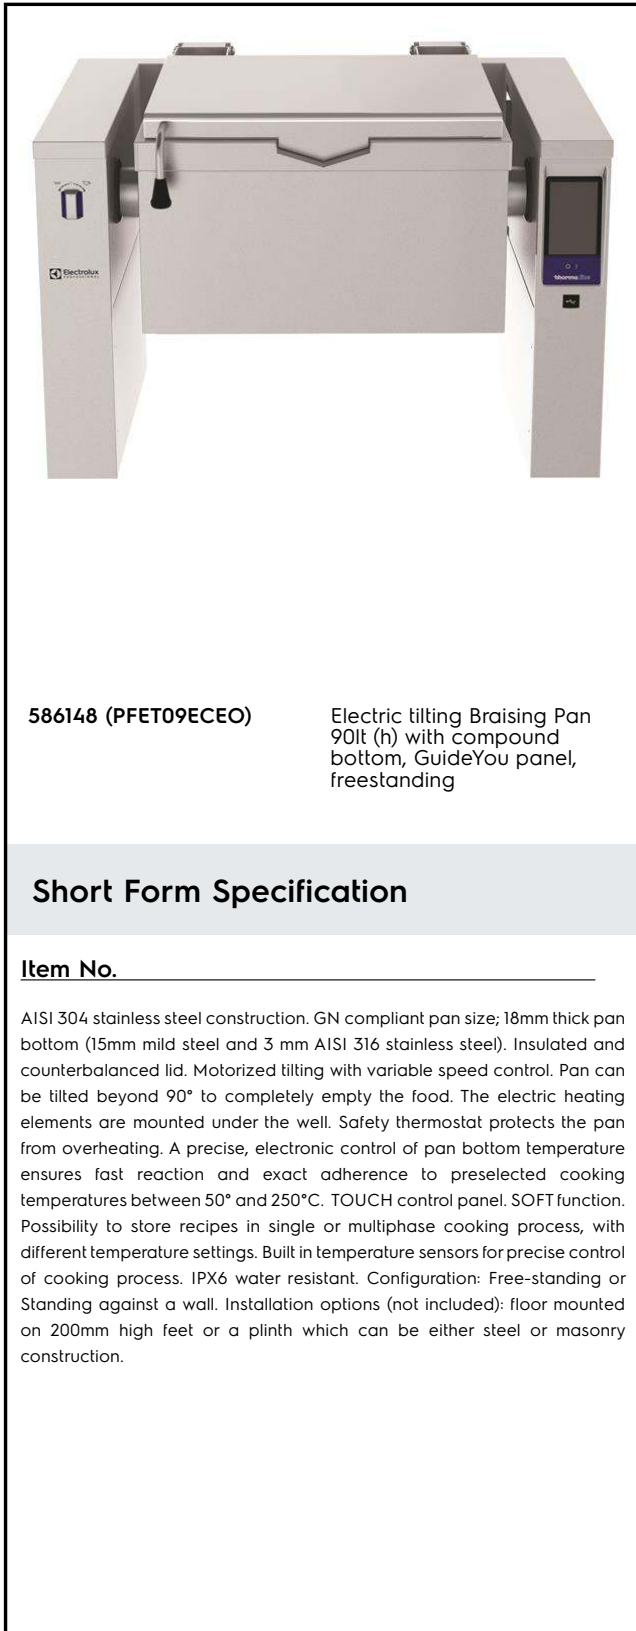 Electrolux
PROFESSIONAL
thermaline
586148 (PFET09ECEO)
Electric tilting Braising Pan
90lt (h) with compound
bottom, GuideYou panel,
freestanding
Short Form Specification
Item No.
AISI 304 stainless steel construction. GN compliant pan size; 18mm thick pan
bottom (15mm mild steel and 3 mm AISI 316 stainless steel). Insulated and
counterbalanced lid. Motorized tilting with variable speed control. Pan can
be tilted beyond 90° to completely empty the food. The electric heating
elements are mounted under the well. Safety thermostat protects the pan
from overheating. A precise, electronic control of pan bottom temperature
ensures fast reaction and exact adherence to preselected cooking
temperatures between 50° and 250°C. TOUCH control panel. SOFT function.
Possibility to store recipes in single or multiphase cooking process, with
different temperature settings. Built in temperature sensors for precise control
of cooking process. IPX6 water resistant. Configuration: Free-standing or
Standing against a wall. Installation options (not included): floor mounted
on 200mm high feet or a plinth which can be either steel or masonry
construction.